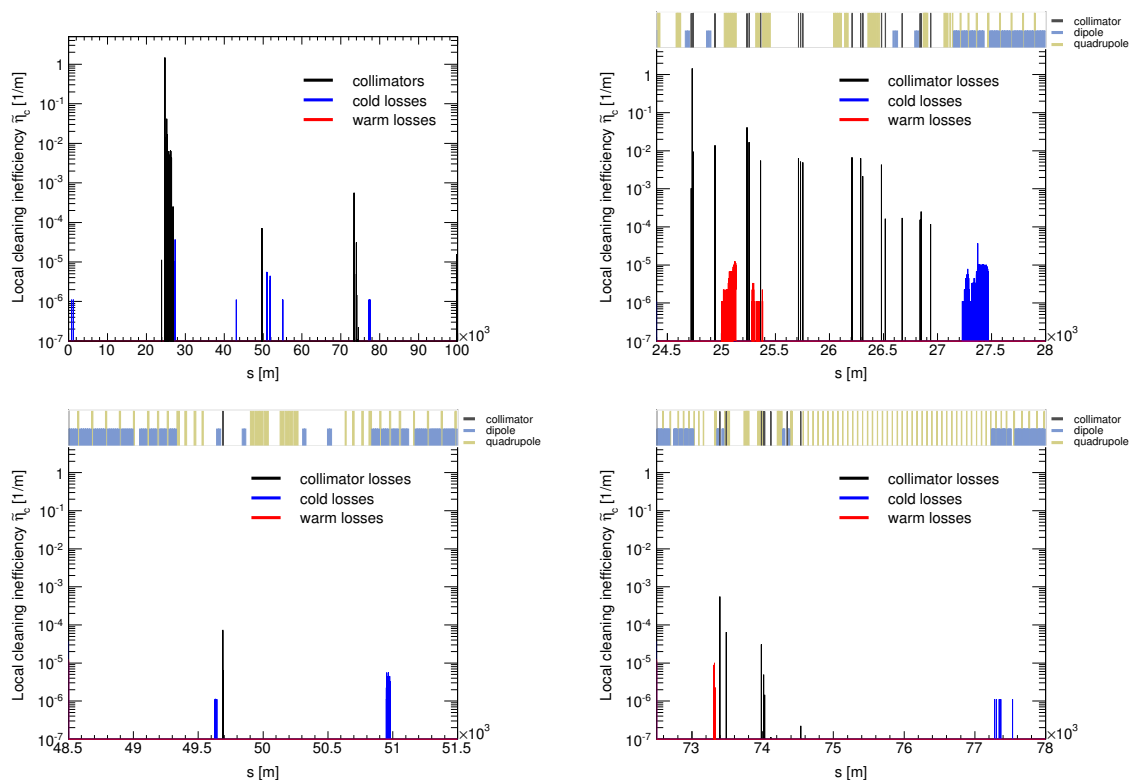 Local cleaning inefficiency η̃c [1/m]
1
10⁻¹
10⁻²
10⁻³
10⁻⁴
10⁻⁵
10⁻⁶
10⁻⁷
collimators
cold losses
warm losses
0 10 20 30 40 50 60 70 80 90 100
×10³
s [m]
collimator
dipole
quadrupole
Local cleaning inefficiency η̃c [1/m]
1
10⁻¹
10⁻²
10⁻³
10⁻⁴
10⁻⁵
10⁻⁶
10⁻⁷
collimator losses
cold losses
warm losses
24.5 25 25.5 26 26.5 27 27.5 28
×10³
s [m]
collimator
dipole
quadrupole
Local cleaning inefficiency η̃c [1/m]
1
10⁻¹
10⁻²
10⁻³
10⁻⁴
10⁻⁵
10⁻⁶
10⁻⁷
collimator losses
cold losses
warm losses
48.5 49 49.5 50 50.5 51 51.5
×10³
s [m]
collimator
dipole
quadrupole
Local cleaning inefficiency η̃c [1/m]
1
10⁻¹
10⁻²
10⁻³
10⁻⁴
10⁻⁵
10⁻⁶
10⁻⁷
collimator losses
cold losses
warm losses
73 74 75 76 77 78
×10³
s [m]